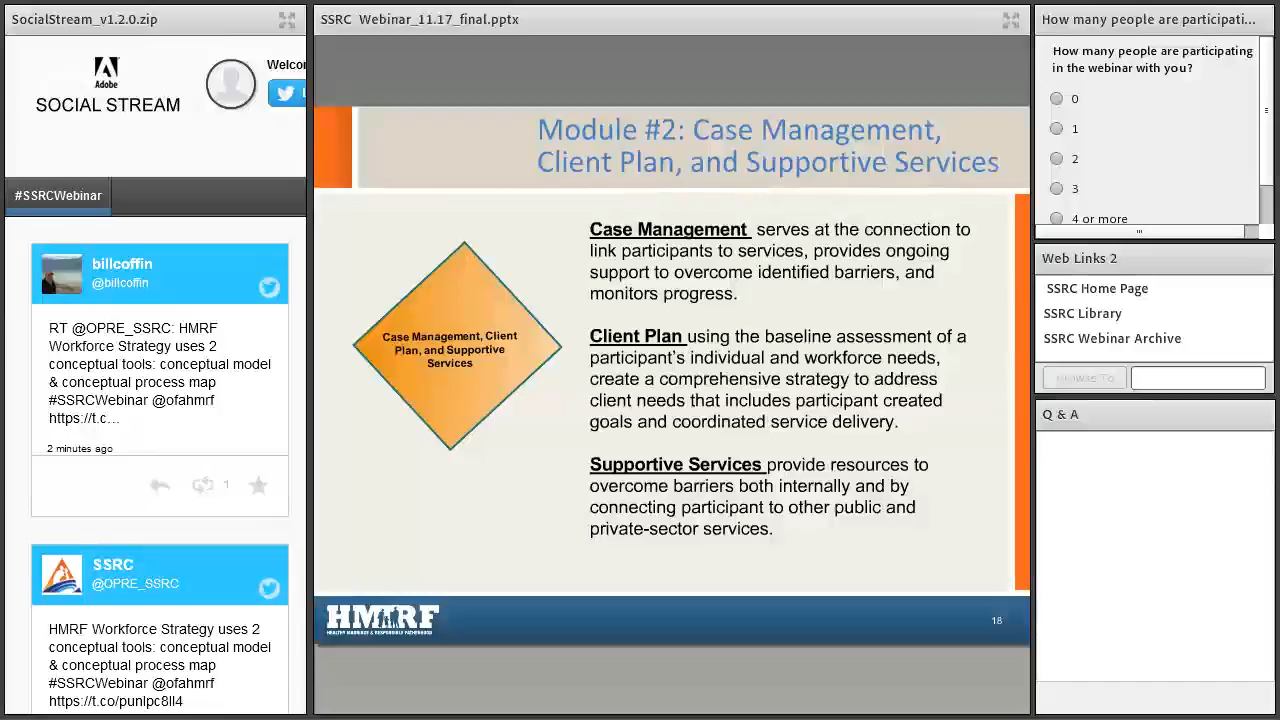 SocialStream_v1.2.0.zip
Adobe
SOCIAL STREAM
Welcor
#SSRCWebinar
billcoffin
@billcoffin
RT @OPRE_SSRC: HMRF
Workforce Strategy uses 2
conceptual tools: conceptual model
& conceptual process map
#SSRCWebinar @ofahmrf
https://t.c...
2 minutes ago
1
SSRC
@OPRE_SSRC
HMRF Workforce Strategy uses 2
conceptual tools: conceptual model
& conceptual process map
#SSRCWebinar @ofahmrf
SSRC Webinar_11.17_final.pptx
Module #2: Case Management,
Client Plan, and Supportive Services
Case Management, Client
Plan, and Supportive
Services
Case Management serves at the connection to
link participants to services, provides ongoing
support to overcome identified barriers, and
monitors progress.
Client Plan using the baseline assessment of a
participant's individual and workforce needs,
create a comprehensive strategy to address
client needs that includes participant created
goals and coordinated service delivery.
Supportive Services provide resources to
overcome barriers both internally and by
connecting participant to other public and
private-sector services.
HMRF
HEALTHY MARRIAGE & RESPONSIBLE FATHERHOOD
18
How many people are participati...
How many people are participating
in the webinar with you?
0
1
2
3
4 or more
Web Links 2
SSRC Home Page
SSRC Library
SSRC Webinar Archive
Browse To
Q & A